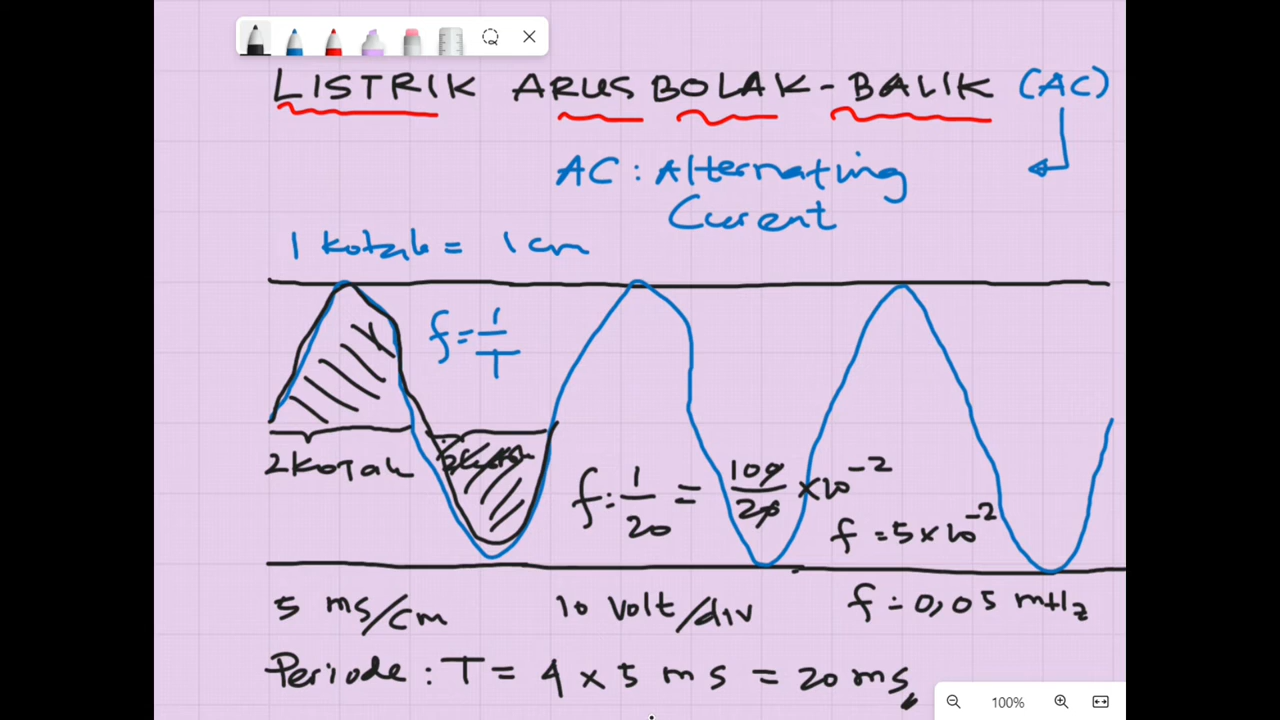 LISTRIK ARUS BOLAK-BALIK (AC)
AC : Alternating
Curent
1 kotak = 1 cm
f = 1/T
2 Kotak
f = 1/20 = 100/20 × 10⁻²
f = 5 × 10⁻²
5 ms/cm
10 volt/div
f = 0,05 mHz
Periode : T = 4 × 5 ms = 20 ms
100%